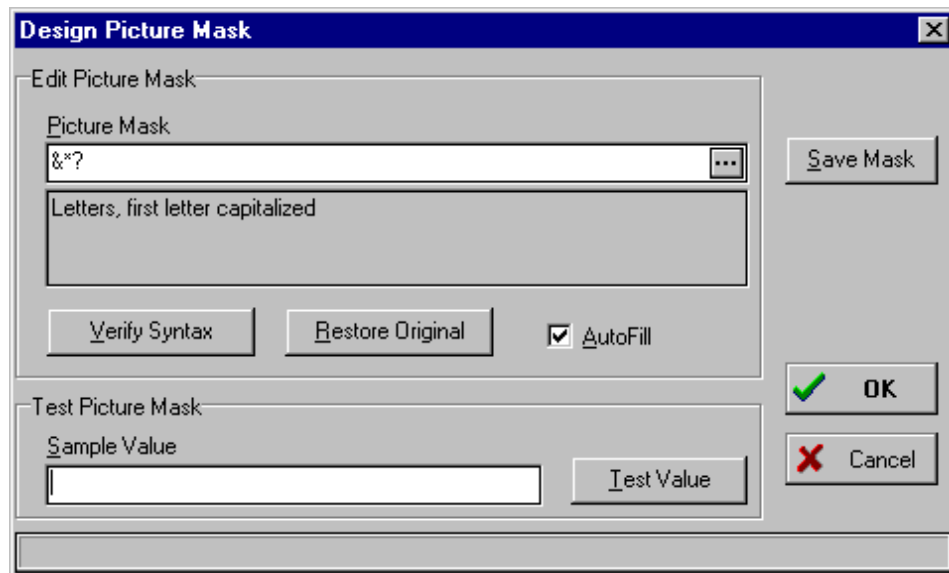 Design Picture Mask
Edit Picture Mask
Picture Mask
&*?
...
Save Mask
Letters, first letter capitalized
Verify Syntax
Restore Original
AutoFill
OK
Test Picture Mask
Sample Value
Cancel
Test Value